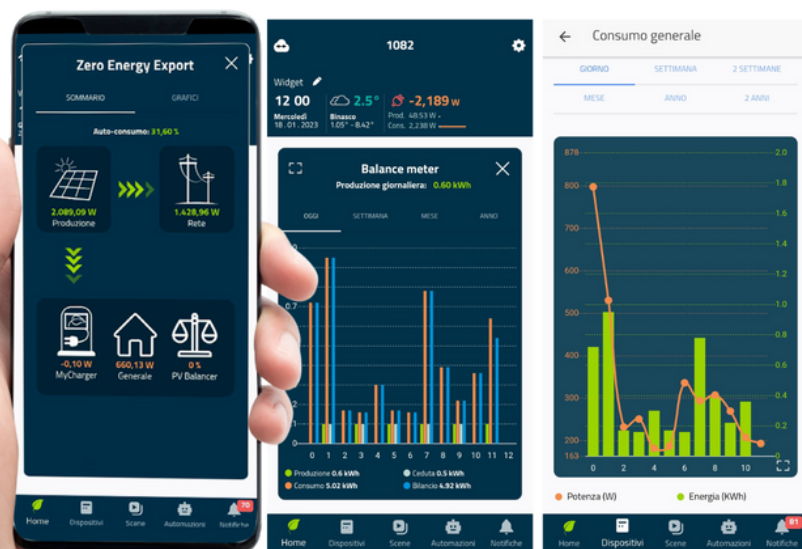 Zero Energy Export
SOMMARIO
GRAFICI
Auto-consumo: 31,60 %
2.089,09 W
Produzione
1.428,96 W
Rete
-0,10 W
MyCharger
660,13 W
Generale
0 %
PV Balancer
Home
Dispositivi
Scene
Automazioni
Notifiche
70
1082
Widget
12 00
Mercoledì
18.01.2023
2.5°
Binasco
1.05° - 8.42°
-2,189 W
Prod. 48.53 W
Cons. 2,238 W
Balance meter
Produzione giornaliera: 0.60 kWh
OGGI
SETTIMANA
MESE
ANNO
0 1 2 3 4 5 6 7 8 9 10 11 12
Produzione 0.6 kWh
Ceduta 0.5 kWh
Consumo 5.02 kWh
Bilancio 4.92 kWh
Home
Dispositivi
Scene
Automazioni
Notifiche
Consumo generale
GIORNO
SETTIMANA
2 SETTIMANE
MESE
ANNO
2 ANNI
878
800
700
600
500
400
300
200
163
2.0
1.8
1.6
1.4
1.2
1.0
0.8
0.6
0.4
0.2
0
0 2 4 6 8 10
Potenza (W)
Energia (KWh)
Home
Dispositivi
Scene
Automazioni
Notifiche
81